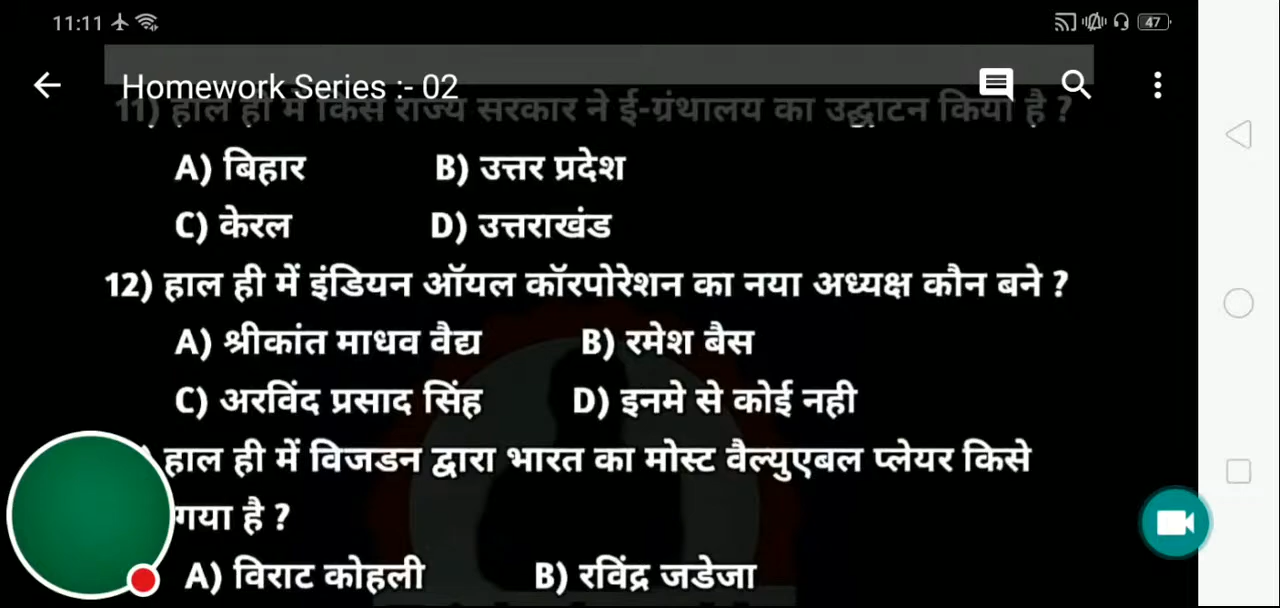 11:11
47
Homework Series :- 02
11) हाल ही में किस राज्य सरकार ने ई-ग्रंथालय का उद्घाटन किया है ?
A) बिहार B) उत्तर प्रदेश
C) केरल D) उत्तराखंड
12) हाल ही में इंडियन ऑयल कॉरपोरेशन का नया अध्यक्ष कौन बने ?
A) श्रीकांत माधव वैद्य B) रमेश बैस
C) अरविंद प्रसाद सिंह D) इनमे से कोई नही
) हाल ही में विजडन द्वारा भारत का मोस्ट वैल्युएबल प्लेयर किसे
गया है ?
A) विराट कोहली B) रविंद्र जडेजा